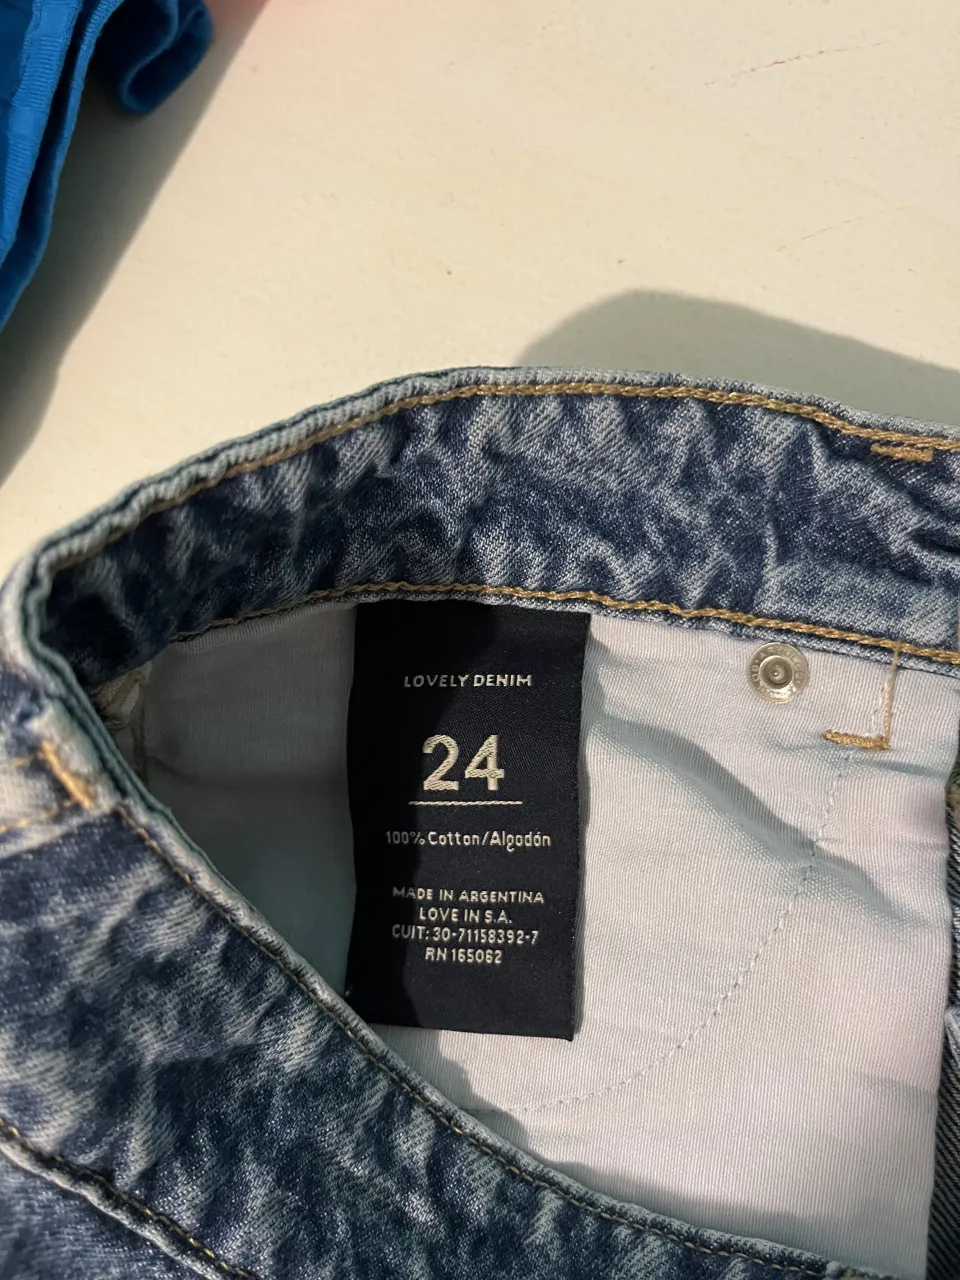 LOVELY DENIM
24
100% Cotton/Algodón
MADE IN ARGENTINA
LOVE IN S.A.
CUIT: 30-71158392-7
RN 165062